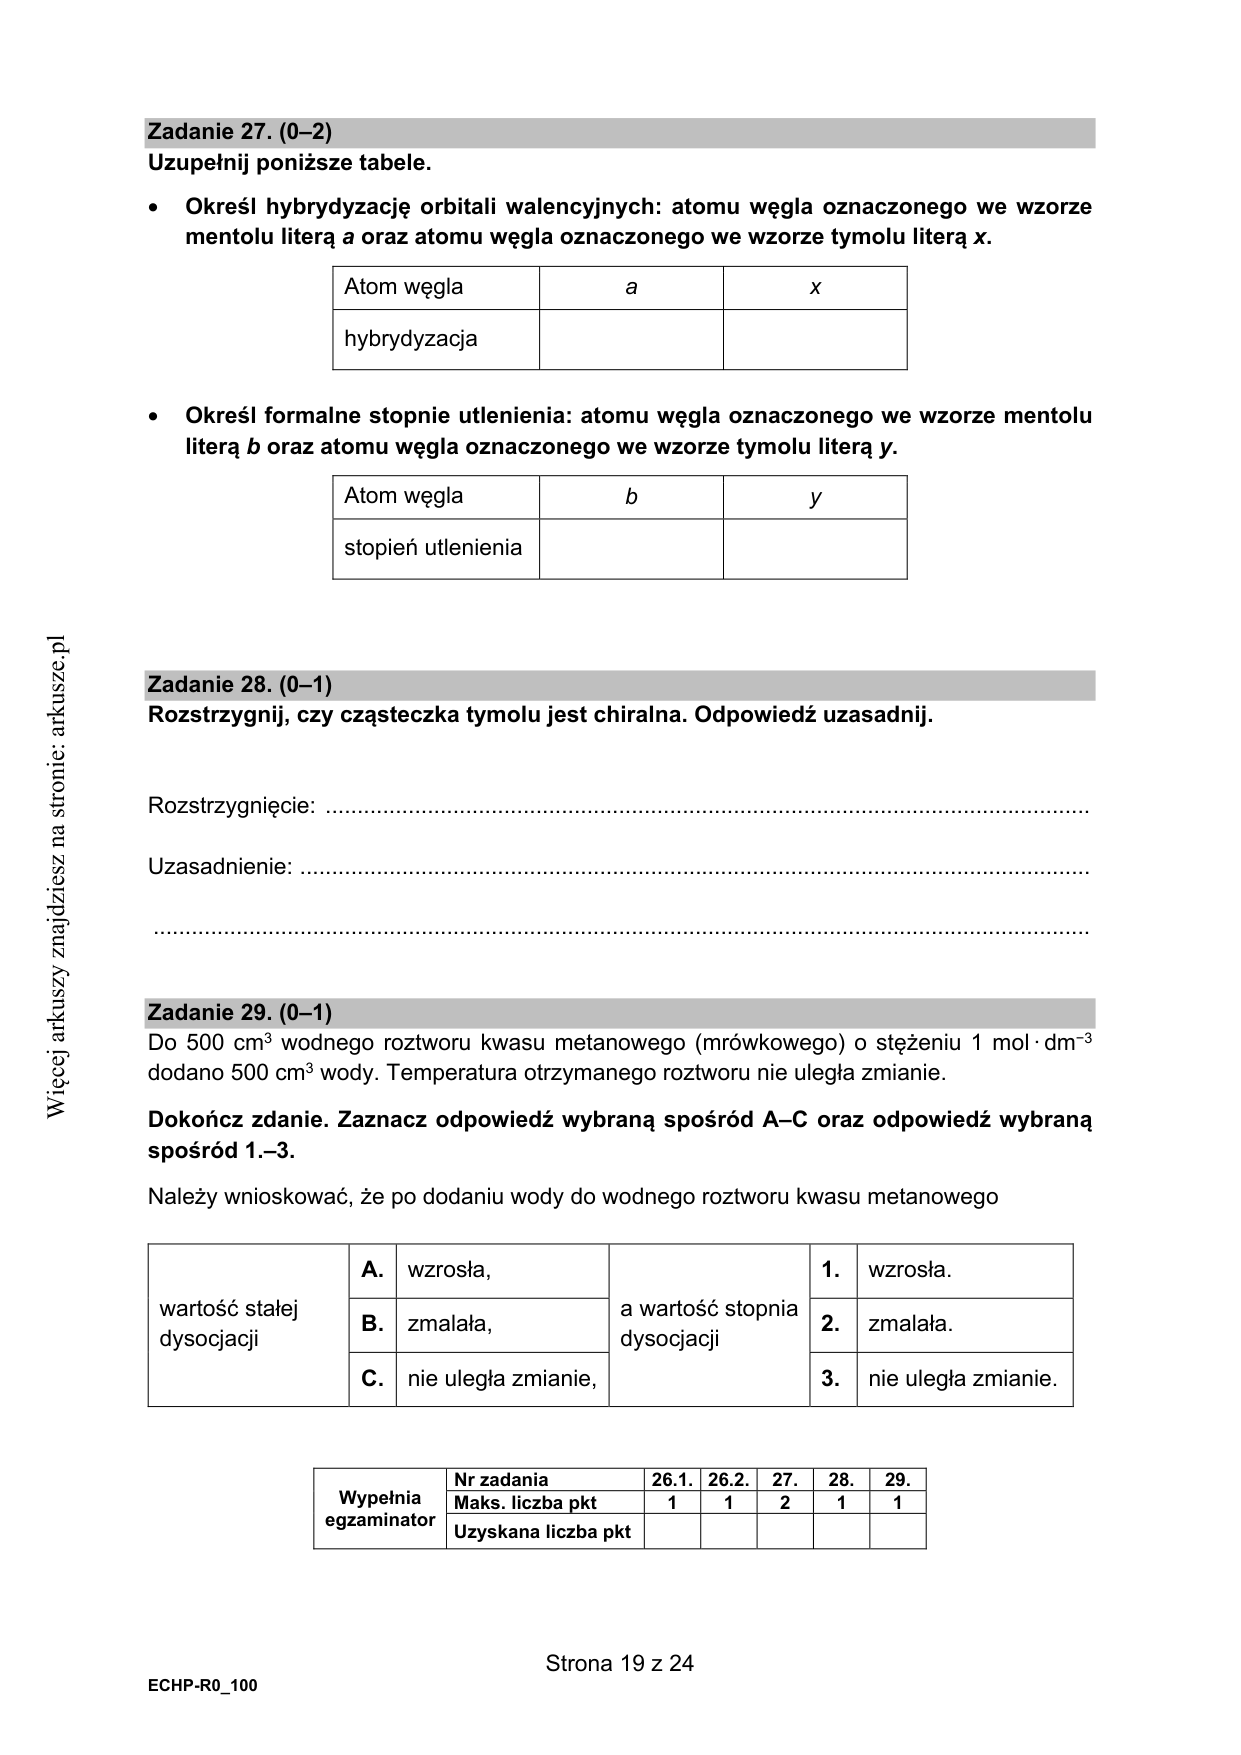 Zadanie 27. (0–2)
Uzupełnij poniższe tabele.
• Określ hybrydyzację orbitali walencyjnych: atomu węgla oznaczonego we wzorze
mentolu literą a oraz atomu węgla oznaczonego we wzorze tymolu literą x.
Atom węgla a x
hybrydyzacja
• Określ formalne stopnie utlenienia: atomu węgla oznaczonego we wzorze mentolu
literą b oraz atomu węgla oznaczonego we wzorze tymolu literą y.
Atom węgla b y
stopień utlenienia
Zadanie 28. (0–1)
Rozstrzygnij, czy cząsteczka tymolu jest chiralna. Odpowiedź uzasadnij.
Rozstrzygnięcie: ........................................................................................................................
Uzasadnienie: ............................................................................................................................
...................................................................................................................................................
Zadanie 29. (0–1)
Do 500 cm³ wodnego roztworu kwasu metanowego (mrówkowego) o stężeniu 1 mol · dm⁻³
dodano 500 cm³ wody. Temperatura otrzymanego roztworu nie uległa zmianie.
Dokończ zdanie. Zaznacz odpowiedź wybraną spośród A–C oraz odpowiedź wybraną
spośród 1.–3.
Należy wnioskować, że po dodaniu wody do wodnego roztworu kwasu metanowego
wartość stałej
dysocjacji
A. wzrosła,
B. zmalała,
C. nie uległa zmianie,
a wartość stopnia
dysocjacji
1. wzrosła.
2. zmalała.
3. nie uległa zmianie.
Wypełnia
egzaminator
Nr zadania 26.1. 26.2. 27. 28. 29.
Maks. liczba pkt 1 1 2 1 1
Uzyskana liczba pkt
Strona 19 z 24
ECHP-R0_100
Więcej arkuszy znajdziesz na stronie: arkusze.pl